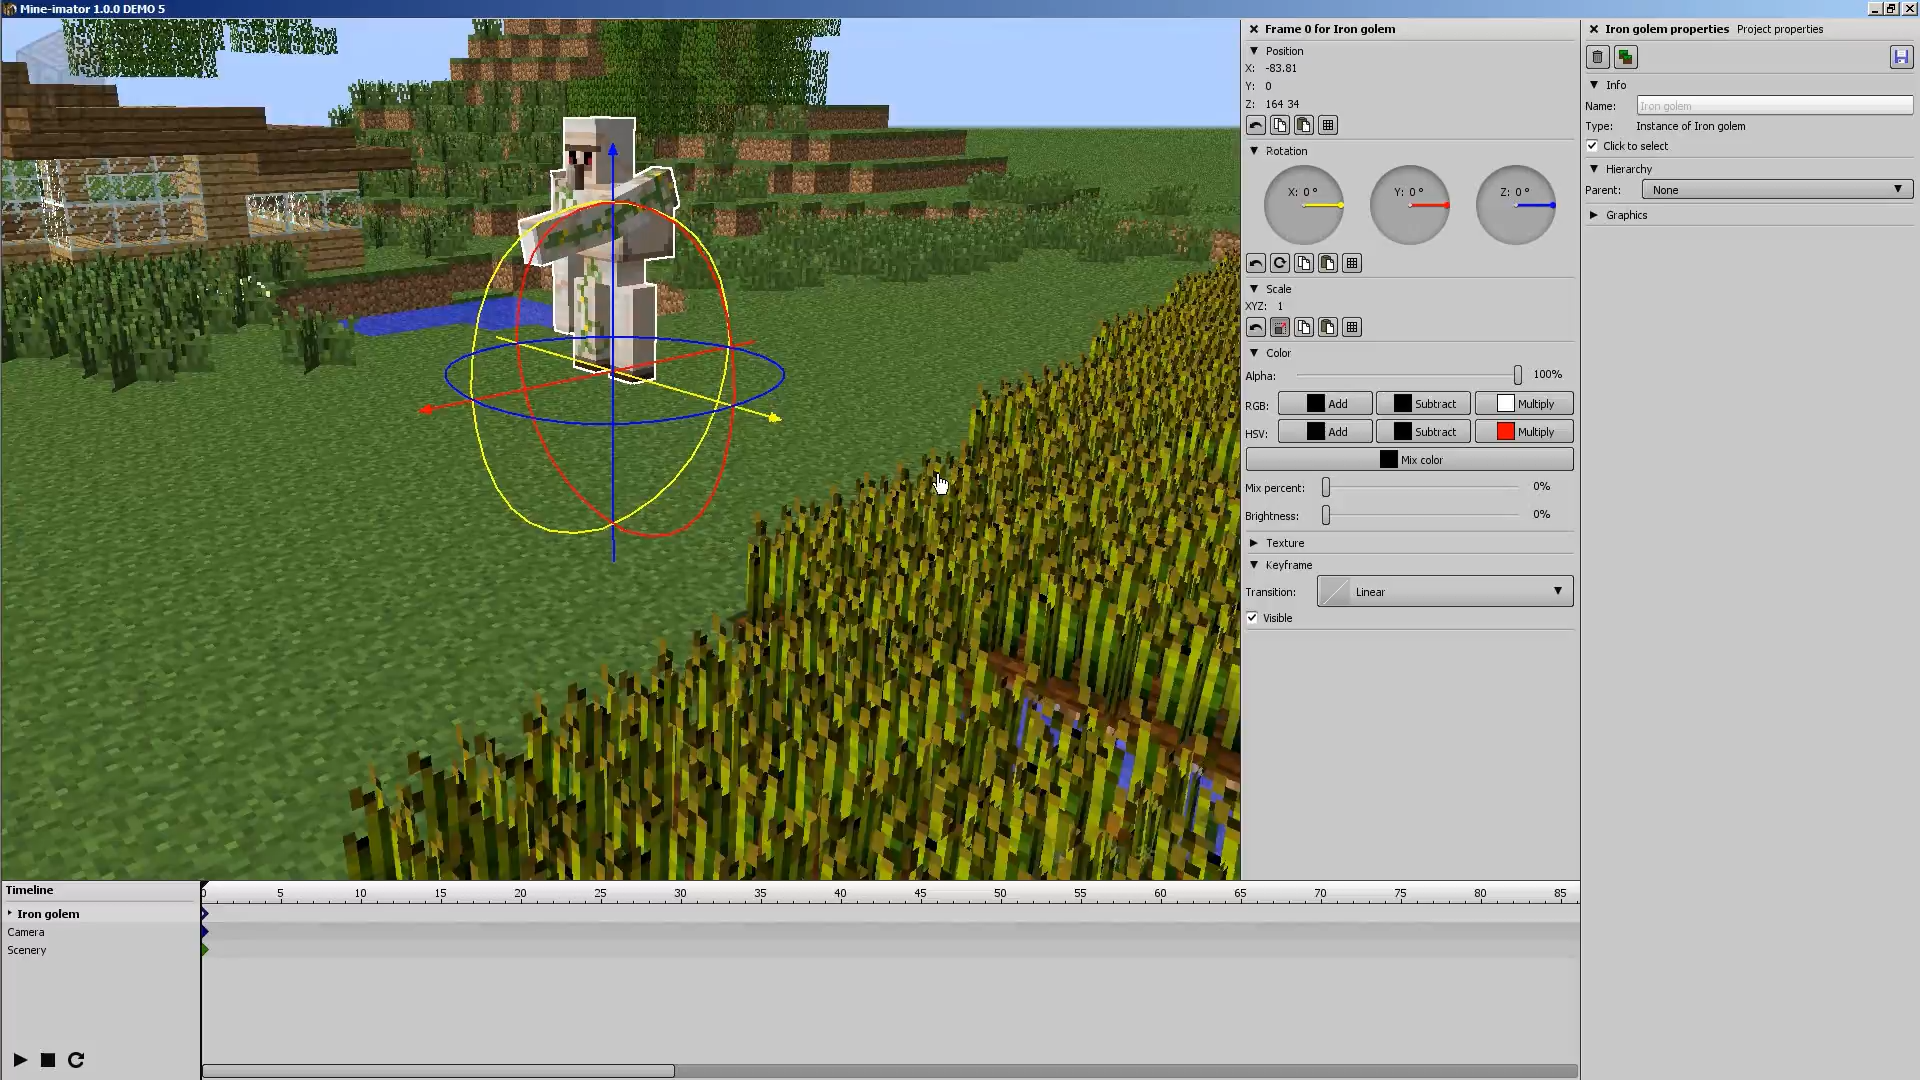 Mine-imator 1.0.0 DEMO 5
Frame 0 for Iron golem
Position
X: -83.81
Y: 0
Z: 164 34
Rotation
X: 0 ° Y: 0 ° Z: 0 °
Scale
XYZ: 1
Color
Alpha: 100%
RGB: Add Subtract Multiply
HSV: Add Subtract Multiply
Mix color
Mix percent: 0%
Brightness: 0%
Texture
Keyframe
Transition: Linear
Visible
Iron golem properties Project properties
Info
Name: Iron golem
Type: Instance of Iron golem
Click to select
Hierarchy
Parent: None
Graphics
Timeline
0 5 10 15 20 25 30 35 40 45 50 55 60 65 70 75 80 85
Iron golem
Camera
Scenery